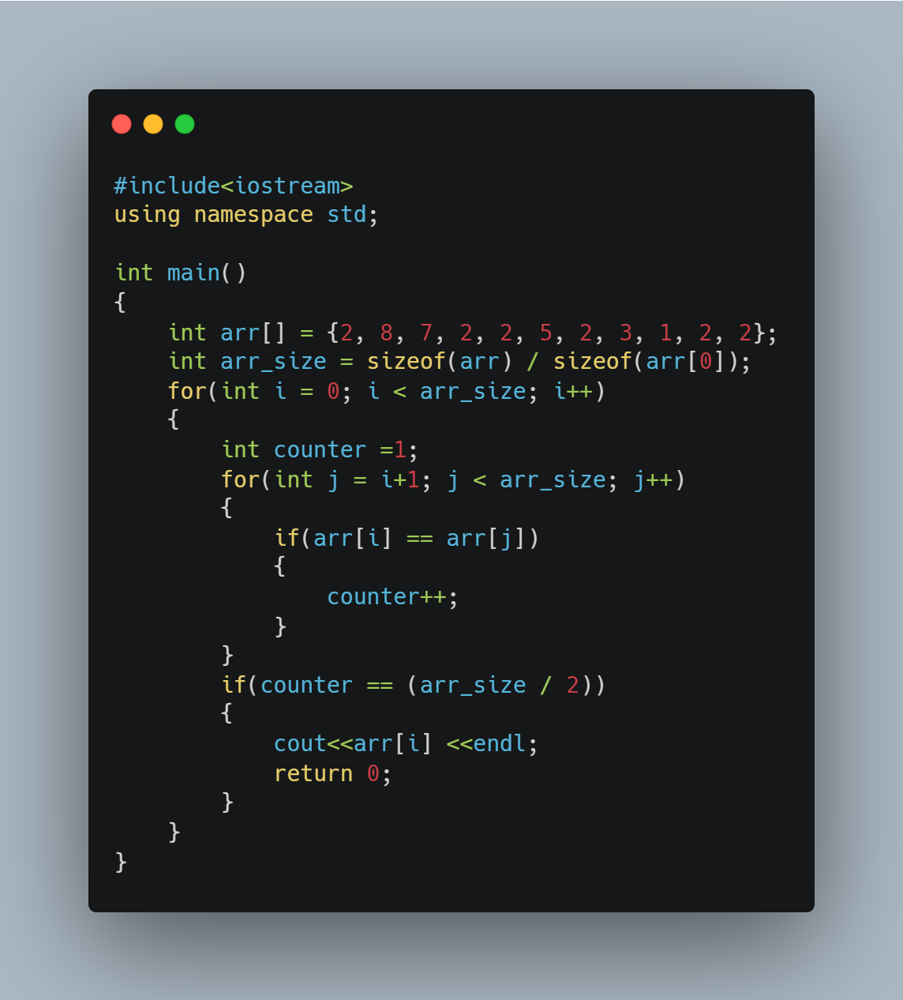 #include<iostream>
using namespace std;
int main()
{
    int arr[] = {2, 8, 7, 2, 2, 5, 2, 3, 1, 2, 2};
    int arr_size = sizeof(arr) / sizeof(arr[0]);
    for(int i = 0; i < arr_size; i++)
    {
        int counter =1;
        for(int j = i+1; j < arr_size; j++)
        {
            if(arr[i] == arr[j])
            {
                counter++;
            }
        }
        if(counter == (arr_size / 2))
        {
            cout<<arr[i] <<endl;
            return 0;
        }
    }
}